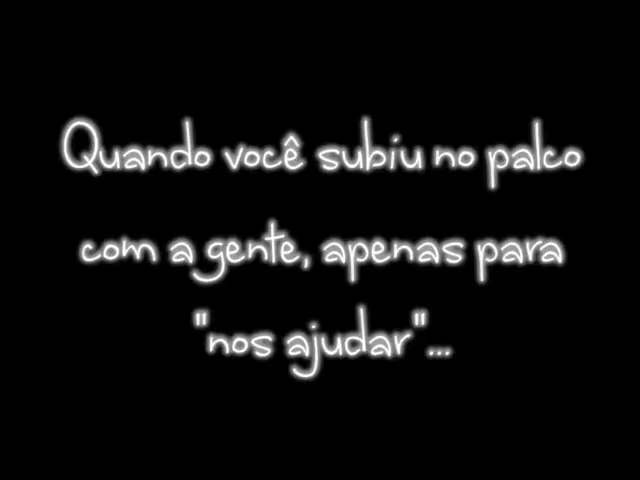 Quando você subiu no palco
com a gente, apenas para
"nos ajudar"...